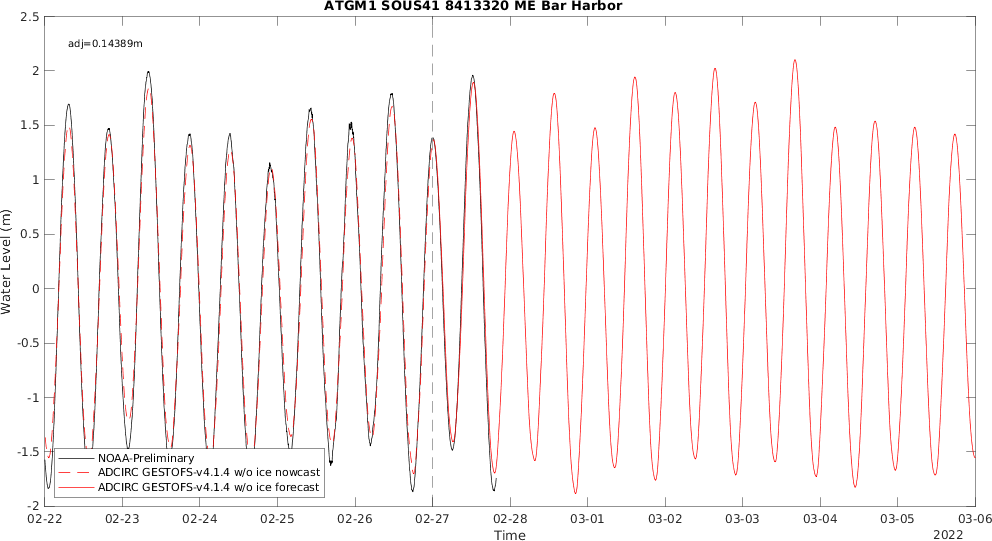 ATGM1 SOUS41 8413320 ME Bar Harbor
adj=0.14389m
2.5
2
1.5
1
0.5
0
-0.5
-1
-1.5
-2
Water Level (m)
NOAA-Preliminary
ADCIRC GESTOFS-v4.1.4 w/o ice nowcast
ADCIRC GESTOFS-v4.1.4 w/o ice forecast
02-22 02-23 02-24 02-25 02-26 02-27 02-28 03-01 03-02 03-03 03-04 03-05 03-06
Time
2022